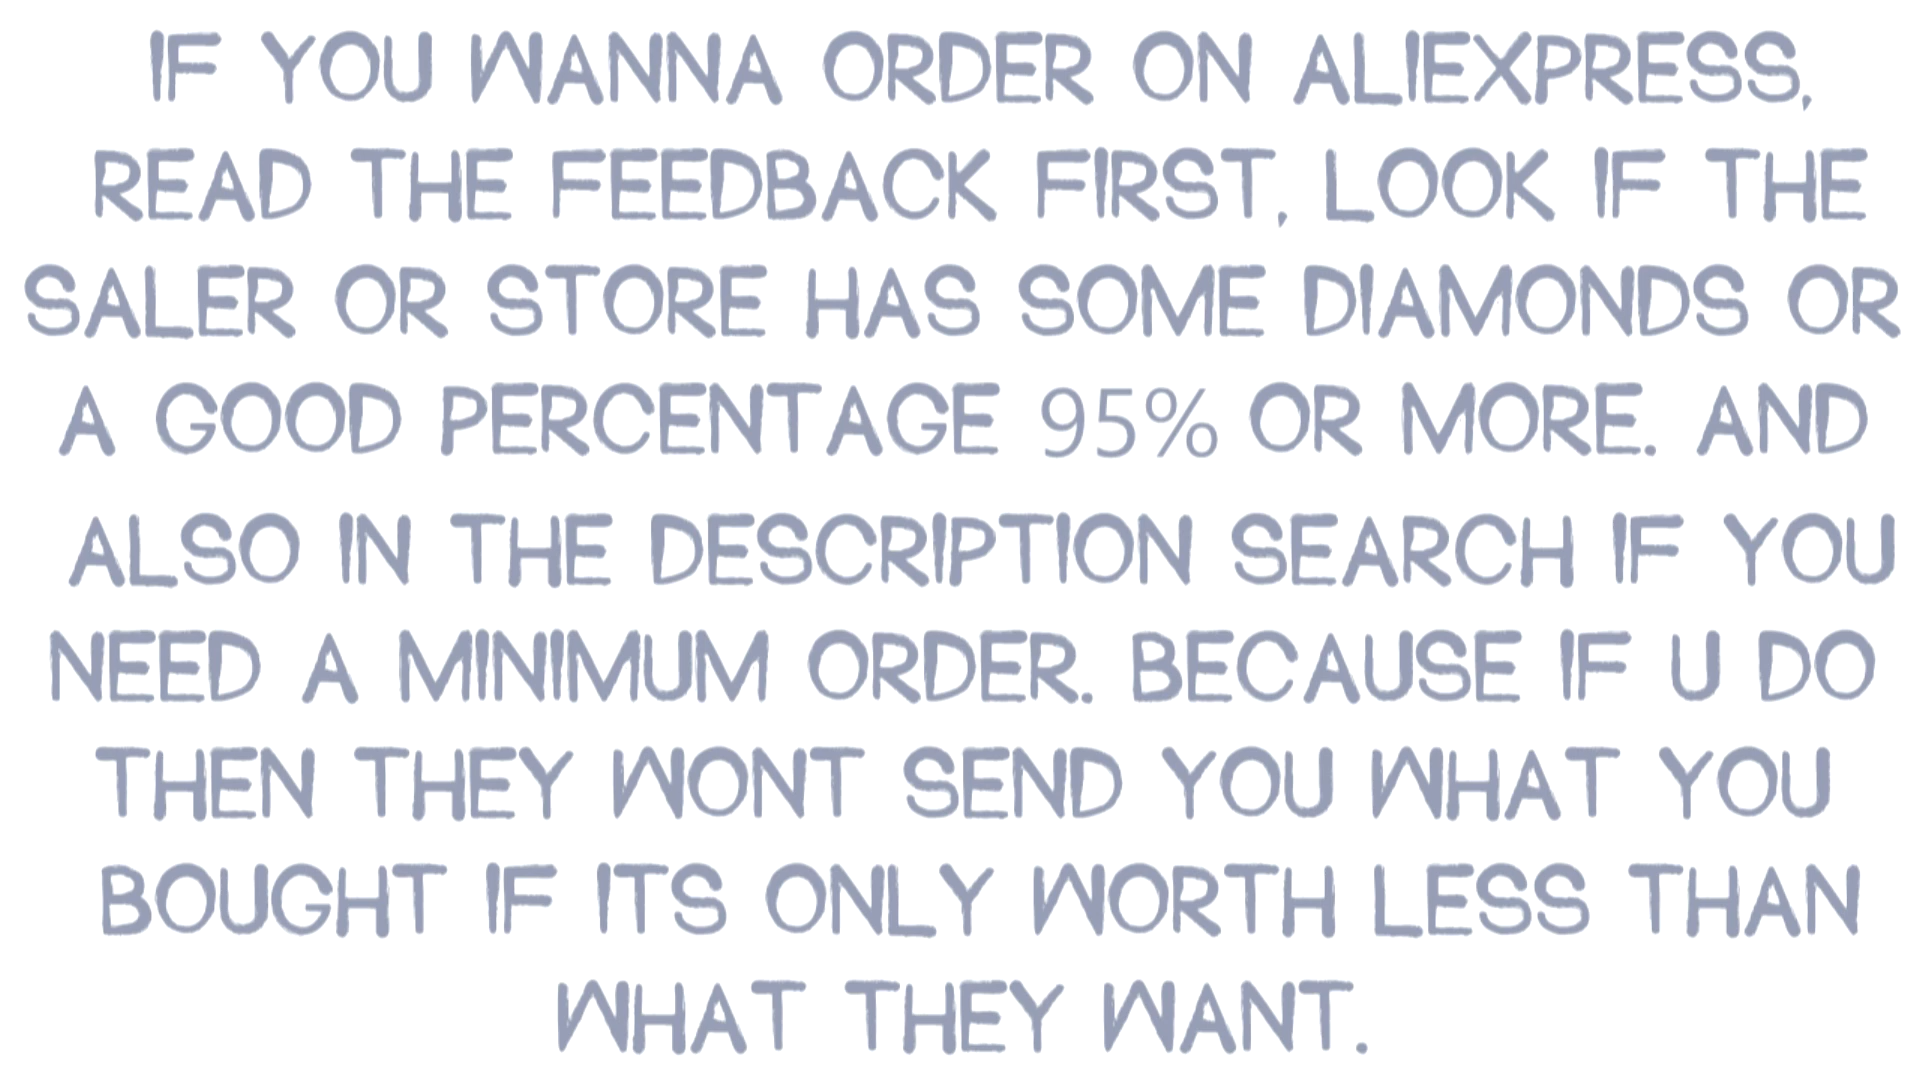 IF YOU WANNA ORDER ON ALIEXPRESS,
READ THE FEEDBACK FIRST, LOOK IF THE
SALER OR STORE HAS SOME DIAMONDS OR
A GOOD PERCENTAGE 95% OR MORE. AND
ALSO IN THE DESCRIPTION SEARCH IF YOU
NEED A MINIMUM ORDER. BECAUSE IF U DO
THEN THEY WONT SEND YOU WHAT YOU
BOUGHT IF ITS ONLY WORTH LESS THAN
WHAT THEY WANT.